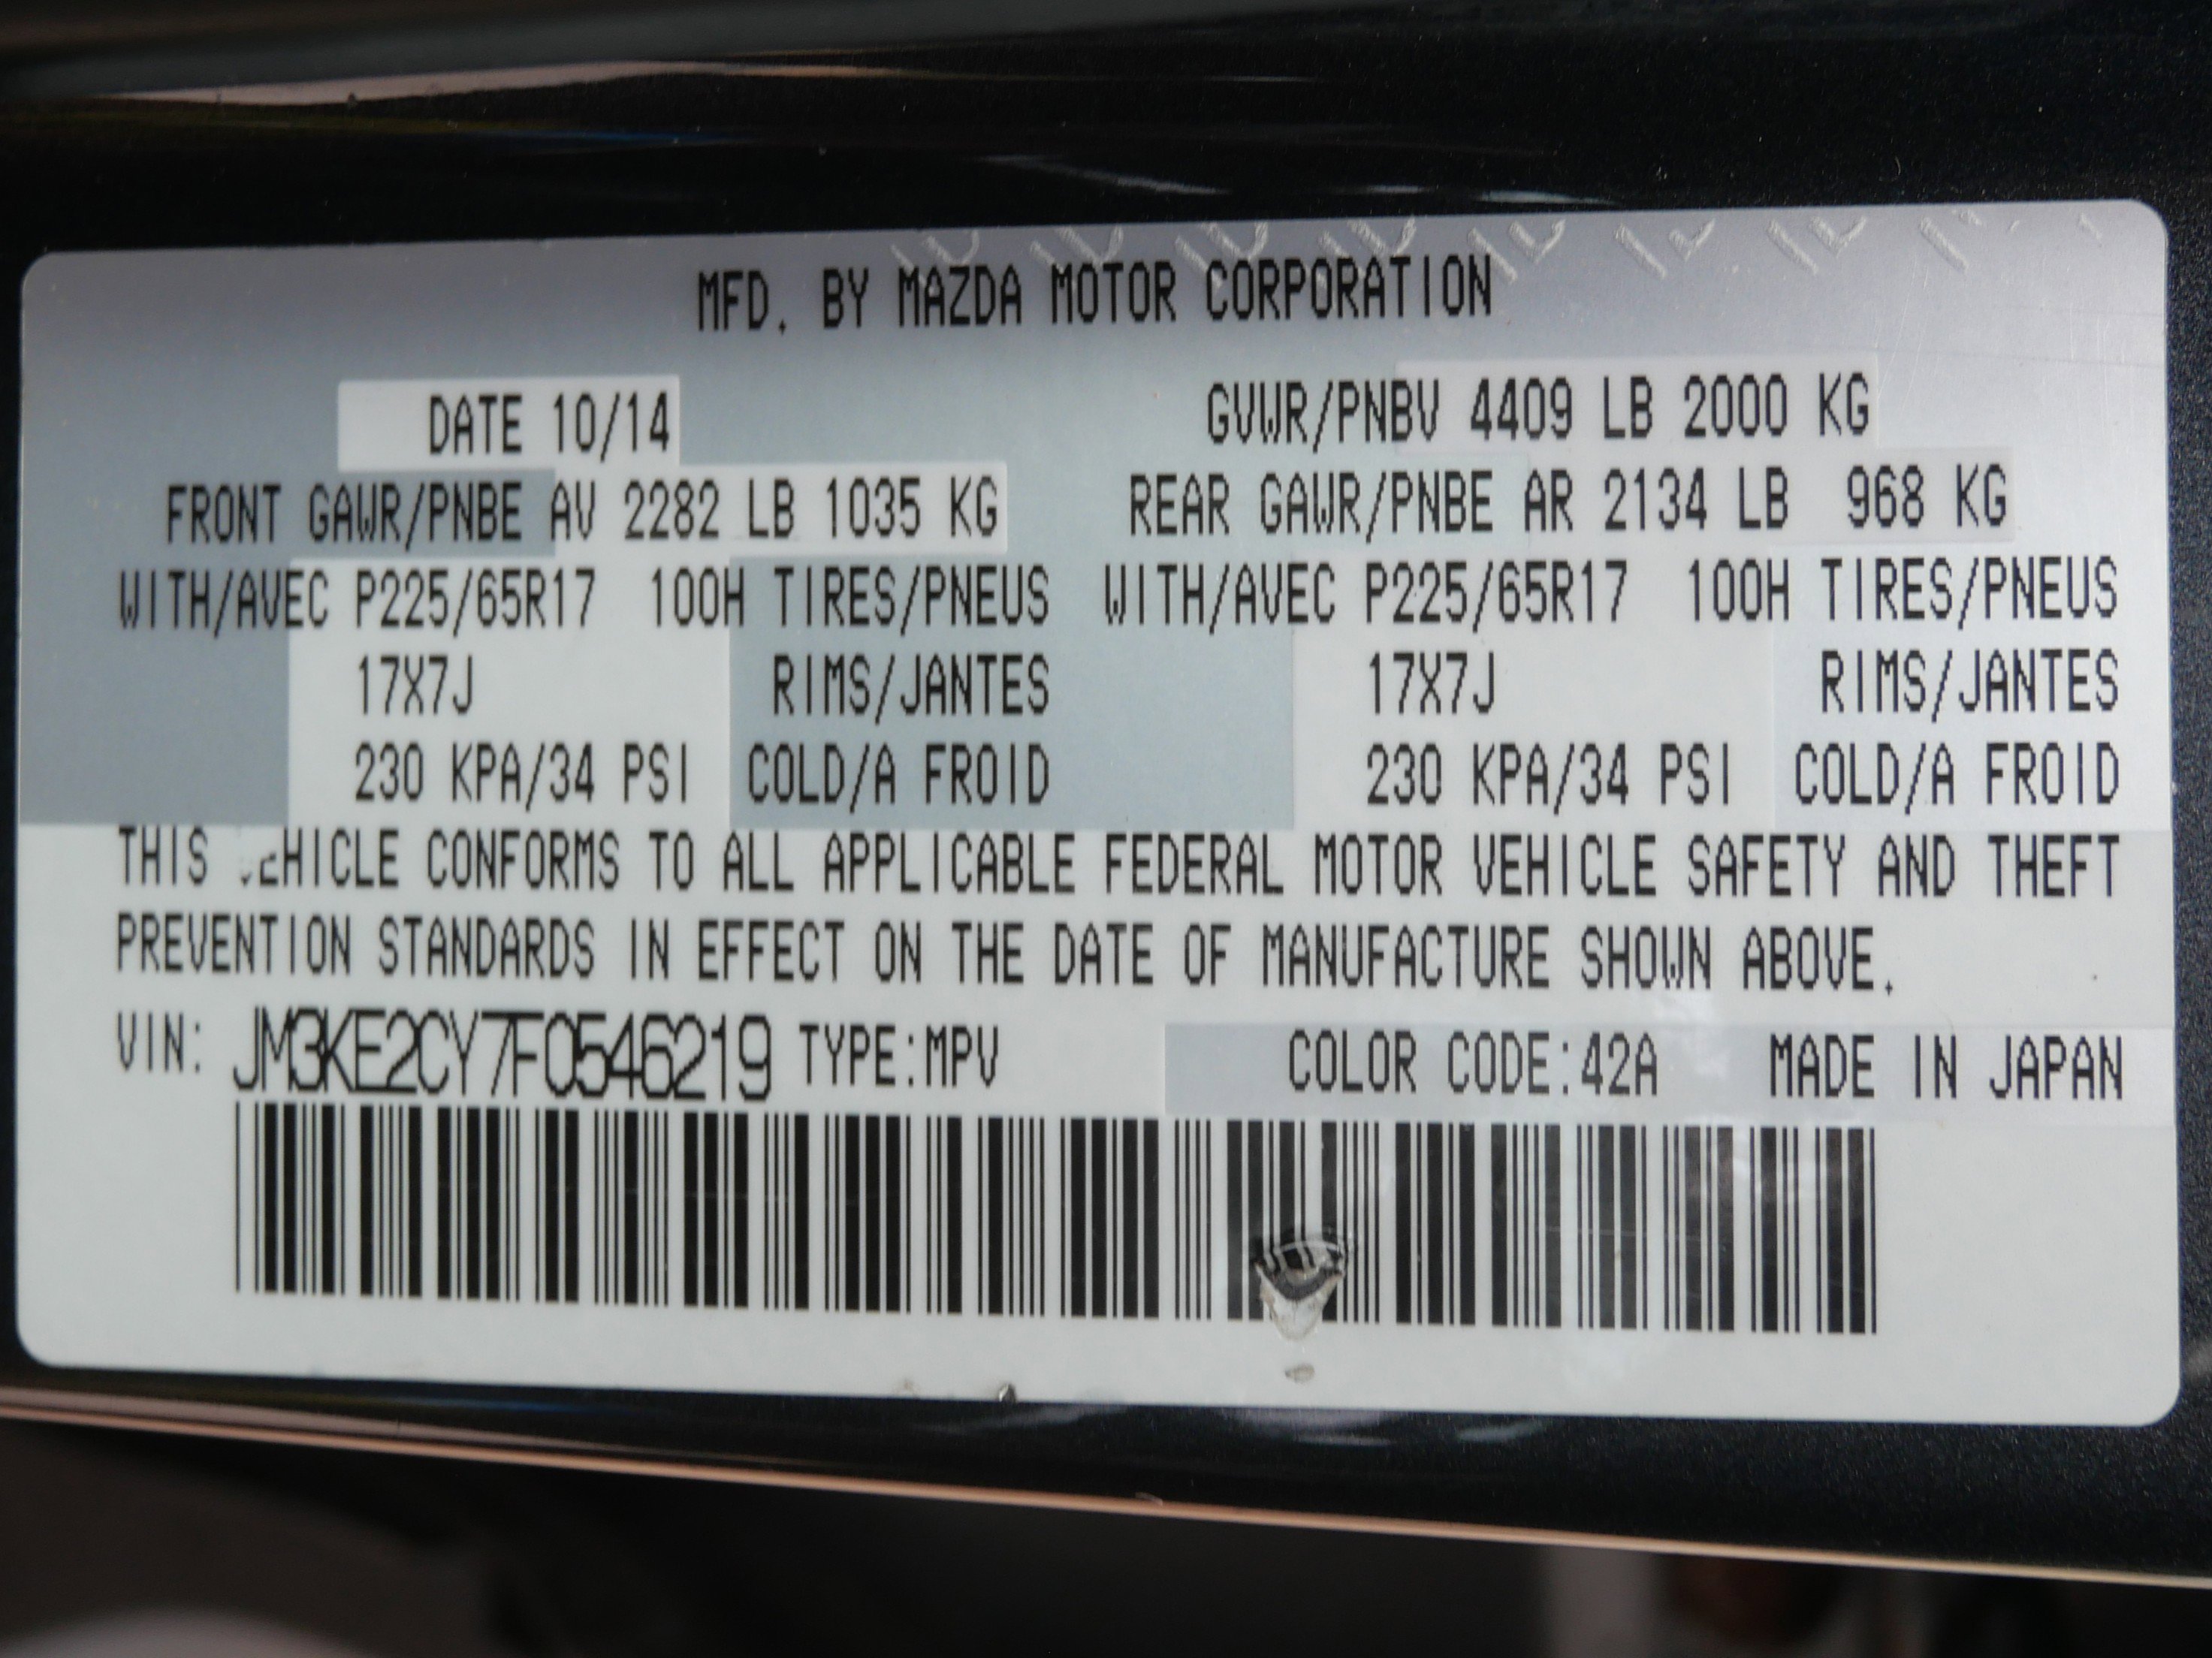 MFD. BY MAZDA MOTOR CORPORATION
DATE 10/14 GVWR/PNBV 4409 LB 2000 KG
FRONT GAWR/PNBE AV 2282 LB 1035 KG REAR GAWR/PNBE AR 2134 LB 968 KG
WITH/AVEC P225/65R17 100H TIRES/PNEUS WITH/AVEC P225/65R17 100H TIRES/PNEUS
17X7J RIMS/JANTES 17X7J RIMS/JANTES
230 KPA/34 PSI COLD/A FROID 230 KPA/34 PSI COLD/A FROID
THIS VEHICLE CONFORMS TO ALL APPLICABLE FEDERAL MOTOR VEHICLE SAFETY AND THEFT
PREVENTION STANDARDS IN EFFECT ON THE DATE OF MANUFACTURE SHOWN ABOVE.
VIN: JM3KE2CY7F0546219 TYPE:MPV COLOR CODE:42A MADE IN JAPAN